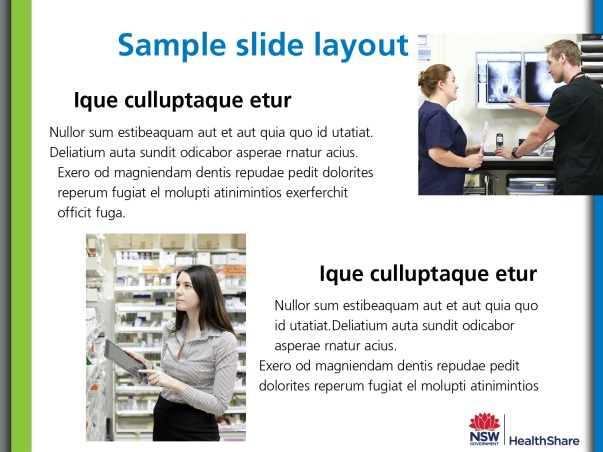 Sample slide layout
Ique culluptaque etur
Nullor sum estibeaquam aut et aut quia quo id utatiat.
Deliatium auta sundit odicabor asperae rnatur acius.
Exero od magniendam dentis repudae pedit dolorites
reperum fugiat el molupti atinimintios exerferchit
officit fuga.
Ique culluptaque etur
Nullor sum estibeaquam aut et aut quia quo
id utatiat.Deliatium auta sundit odicabor
asperae rnatur acius.
Exero od magniendam dentis repudae pedit
dolorites reperum fugiat el molupti atinimintios
NSW
GOVERNMENT
HealthShare